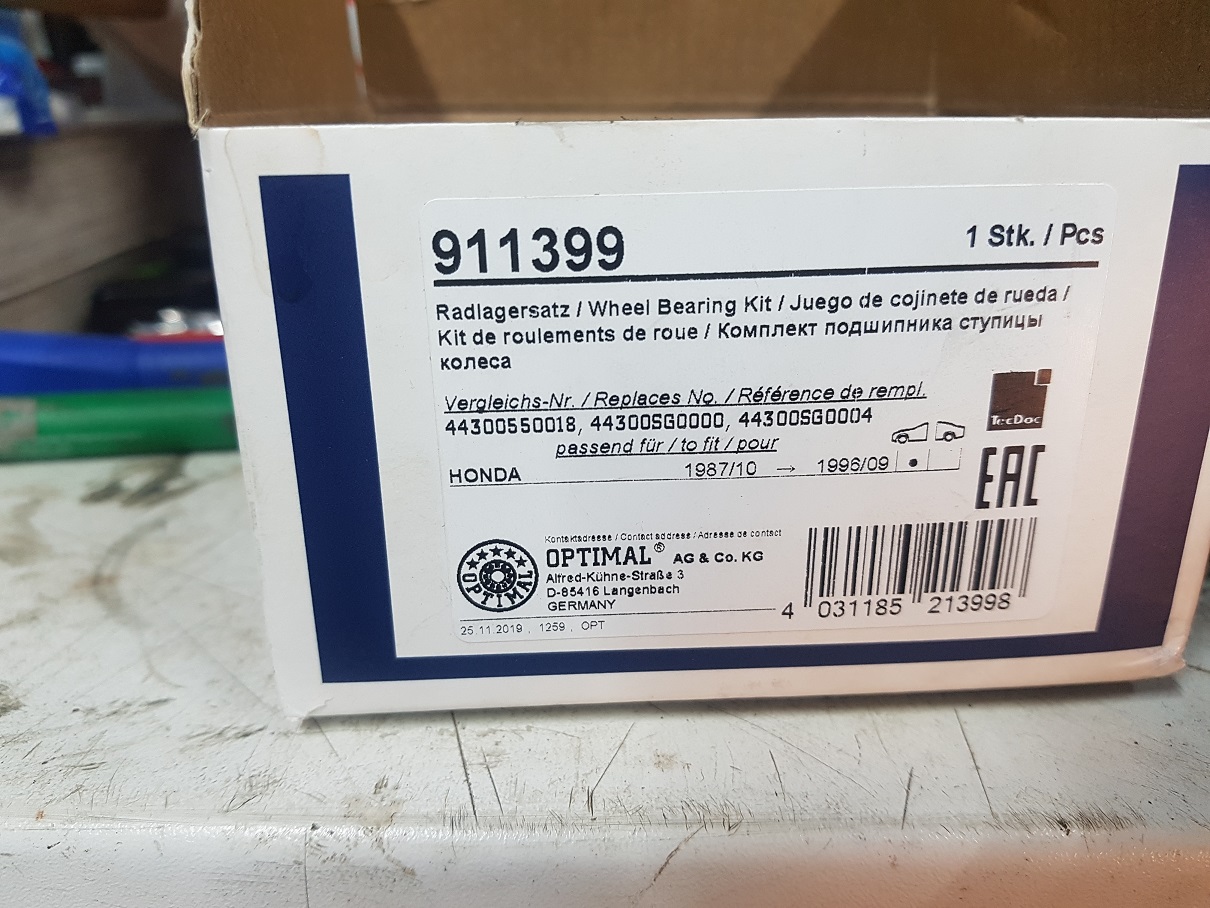 911399
1 Stk. / Pcs
Radlagersatz / Wheel Bearing Kit / Juego de cojinete de rueda /
Kit de roulements de roue / Комплект подшипника ступицы
колеса
Vergleichs-Nr. / Replaces No. / Référence de rempl.
44300550018, 44300SG0000, 44300SG0004
passend für / to fit / pour
HONDA 1987/10 → 1996/09
TecDoc
EAC
Kontaktadresse / Contact address / Adresse de contact
OPTIMAL® AG & Co. KG
Alfred-Kühne-Straße 3
D-85416 Langenbach
GERMANY
OPTIMAL
25.11.2019 , 1259 , OPT
4 031185 213998